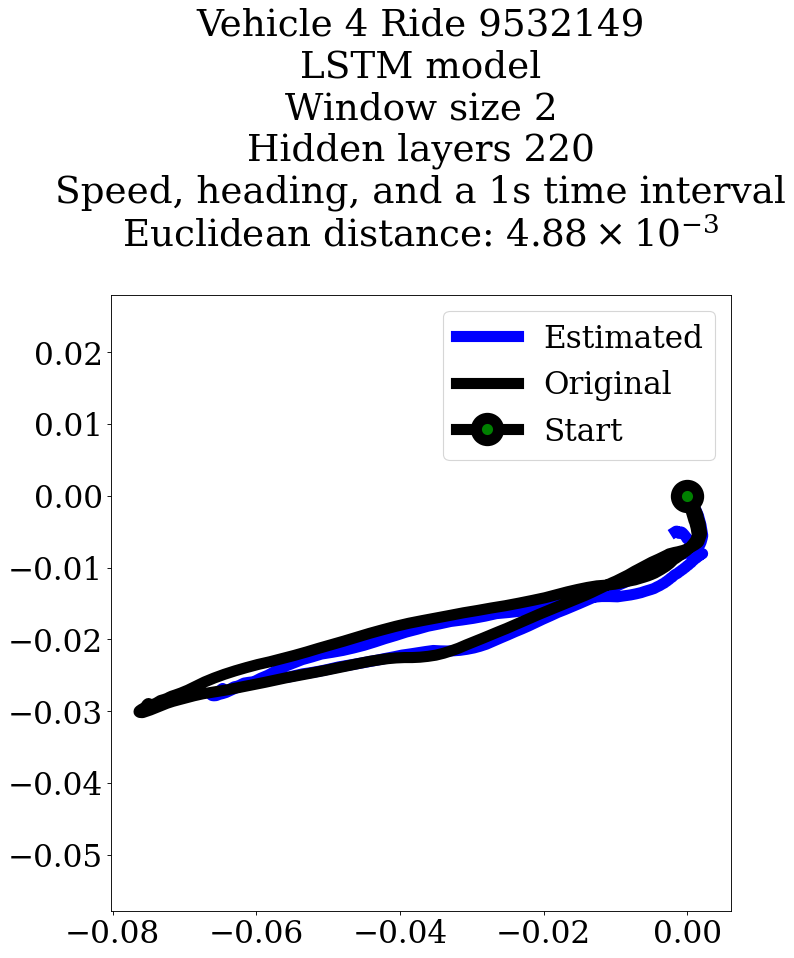 Vehicle 4 Ride 9532149
LSTM model
Window size 2
Hidden layers 220
Speed, heading, and a 1s time interval
Euclidean distance: 4.88 × 10⁻³
Estimated
Original
Start
0.02
0.01
0.00
−0.01
−0.02
−0.03
−0.04
−0.05
−0.08 −0.06 −0.04 −0.02 0.00